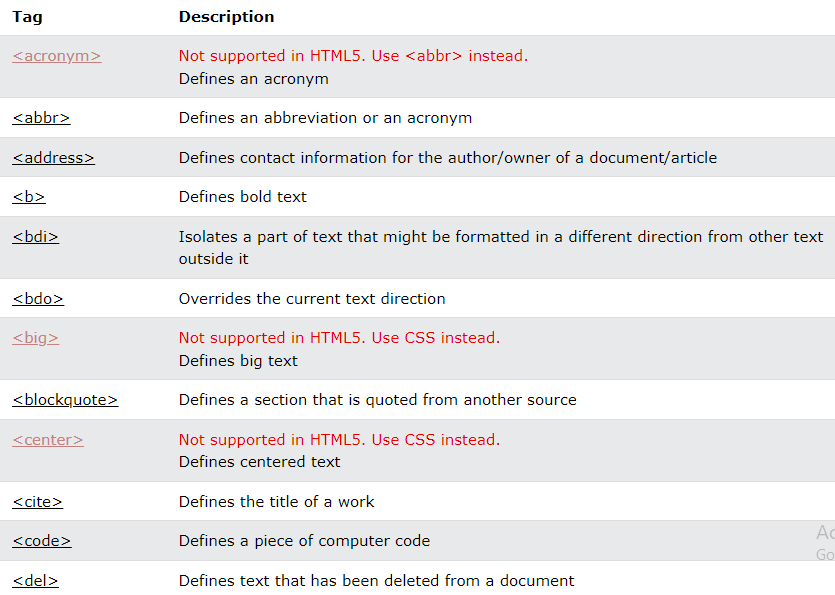 Tag Description
<acronym> Not supported in HTML5. Use <abbr> instead.
Defines an acronym
<abbr> Defines an abbreviation or an acronym
<address> Defines contact information for the author/owner of a document/article
<b> Defines bold text
<bdi> Isolates a part of text that might be formatted in a different direction from other text
outside it
<bdo> Overrides the current text direction
<big> Not supported in HTML5. Use CSS instead.
Defines big text
<blockquote> Defines a section that is quoted from another source
<center> Not supported in HTML5. Use CSS instead.
Defines centered text
<cite> Defines the title of a work
<code> Defines a piece of computer code
<del> Defines text that has been deleted from a document